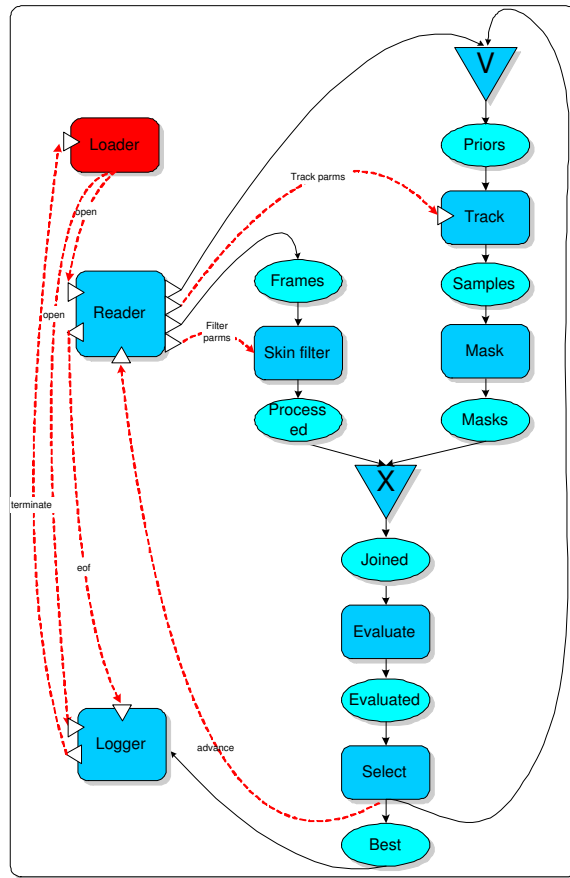 V
Loader
Priors
Track parms
Track
open
Frames
Samples
open
Reader
Filter
parms
Skin filter
Mask
Process
ed
Masks
X
terminate
Joined
eof
Evaluate
Evaluated
Logger
advance
Select
Best